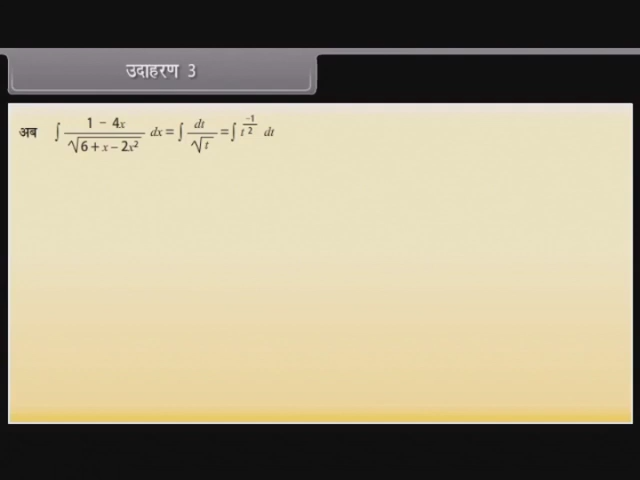 उदाहरण 3
अब ∫ (1 − 4x)/√(6 + x − 2x²) dx = ∫ dt/√t = ∫ t^(−1/2) dt